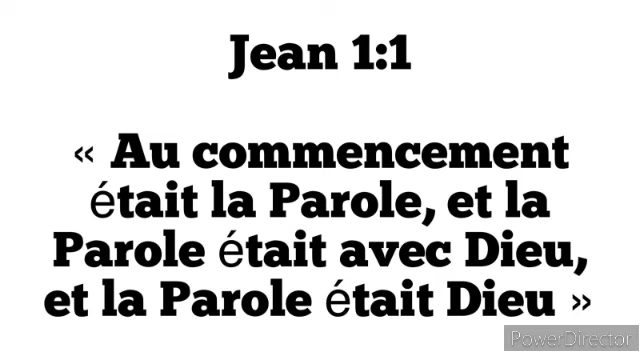 Jean 1:1
« Au commencement
était la Parole, et la
Parole était avec Dieu,
et la Parole était Dieu »
PowerDirector